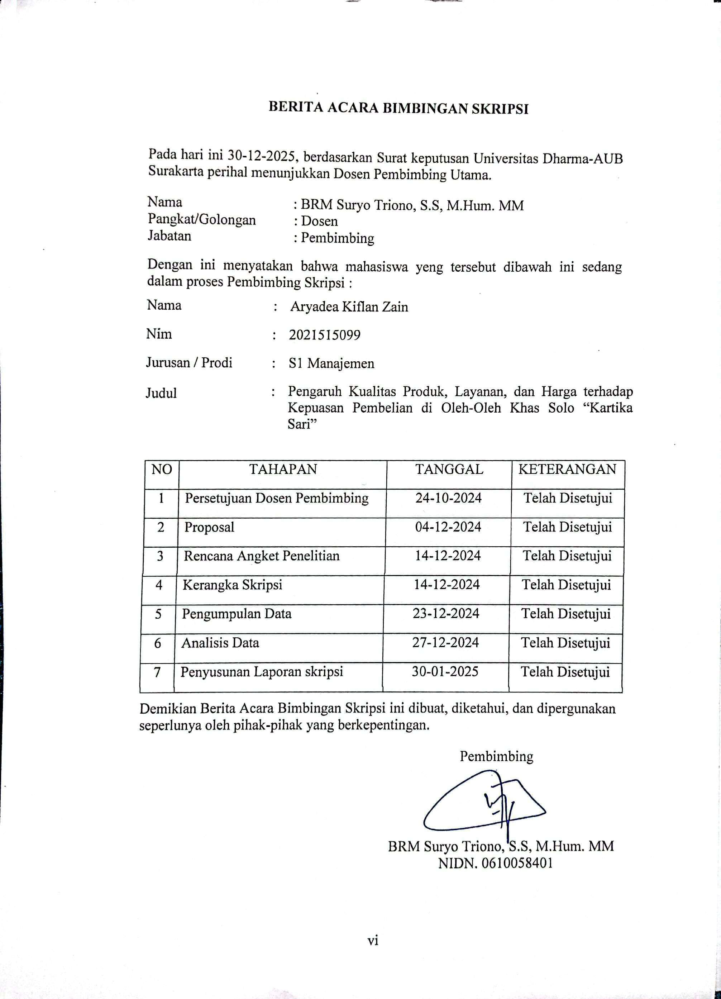 BERITA ACARA BIMBINGAN SKRIPSI
Pada hari ini 30-12-2025, berdasarkan Surat keputusan Universitas Dharma-AUB
Surakarta perihal menunjukkan Dosen Pembimbing Utama.
Nama : BRM Suryo Triono, S.S, M.Hum. MM
Pangkat/Golongan : Dosen
Jabatan : Pembimbing
Dengan ini menyatakan bahwa mahasiswa yeng tersebut dibawah ini sedang
dalam proses Pembimbing Skripsi :
Nama : Aryadea Kiflan Zain
Nim : 2021515099
Jurusan / Prodi : S1 Manajemen
Judul : Pengaruh Kualitas Produk, Layanan, dan Harga terhadap
Kepuasan Pembelian di Oleh-Oleh Khas Solo “Kartika
Sari”
NO TAHAPAN TANGGAL KETERANGAN
1 Persetujuan Dosen Pembimbing 24-10-2024 Telah Disetujui
2 Proposal 04-12-2024 Telah Disetujui
3 Rencana Angket Penelitian 14-12-2024 Telah Disetujui
4 Kerangka Skripsi 14-12-2024 Telah Disetujui
5 Pengumpulan Data 23-12-2024 Telah Disetujui
6 Analisis Data 27-12-2024 Telah Disetujui
7 Penyusunan Laporan skripsi 30-01-2025 Telah Disetujui
Demikian Berita Acara Bimbingan Skripsi ini dibuat, diketahui, dan dipergunakan
seperlunya oleh pihak-pihak yang berkepentingan.
Pembimbing
BRM Suryo Triono, S.S, M.Hum. MM
NIDN. 0610058401
vi